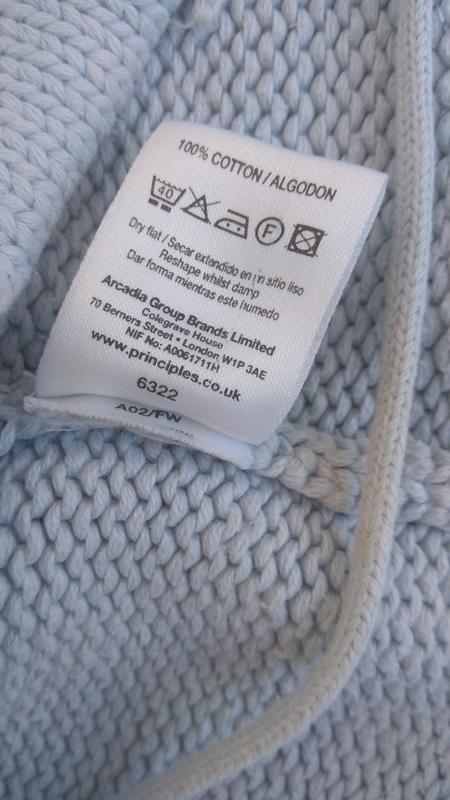 100% COTTON / ALGODON
40 F
Dry flat / Secar extendido en un sitio liso
Reshape whilst damp
Dar forma mientras este humedo
Arcadia Group Brands Limited
Colegrave House
70 Berners Street • London W1P 3AE
NIF No: A0061711H
www.principles.co.uk
6322
A02/FW